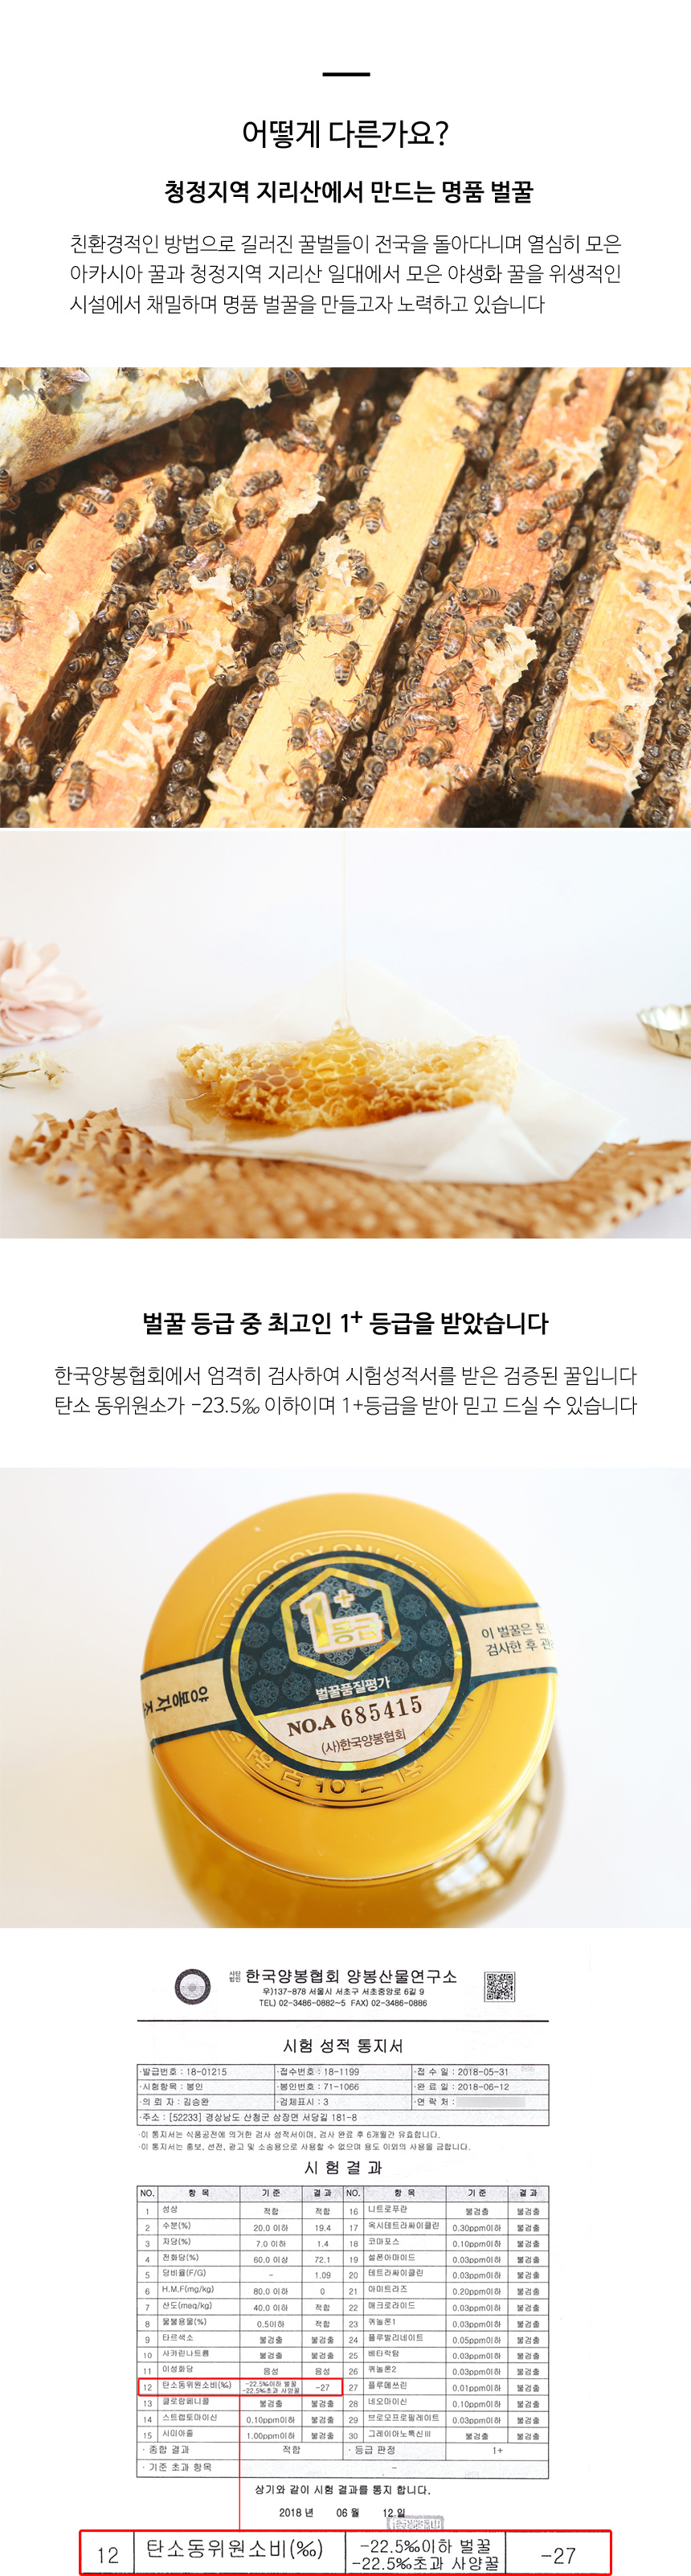 어떻게 다른가요?
청정지역 지리산에서 만드는 명품 벌꿀
친환경적인 방법으로 길러진 꿀벌들이 전국을 돌아다니며 열심히 모은
아카시아 꿀과 청정지역 지리산 일대에서 모은 야생화 꿀을 위생적인
시설에서 채밀하며 명품 벌꿀을 만들고자 노력하고 있습니다
벌꿀 등급 중 최고인 1+ 등급을 받았습니다
한국양봉협회에서 엄격히 검사하여 시험성적서를 받은 검증된 꿀입니다
탄소 동위원소가 -23.5‰ 이하이며 1+등급을 받아 믿고 드실 수 있습니다
1+
등급
벌꿀품질평가
NO.A 685415
(사)한국양봉협회
이 벌꿀은 본
검사한 후 관
양봉자조
사단법인 한국양봉협회 양봉산물연구소
우)137-878 서울시 서초구 서초중앙로 6길 9
TEL) 02-3486-0882~5 FAX) 02-3486-0886
시험 성적 통지서
·발급번호 : 18-01215 ·접수번호 : 18-1199 ·접 수 일 : 2018-05-31
·시험항목 : 봉인 ·봉인번호 : 71-1066 ·완 료 일 : 2018-06-12
·의 뢰 자 : 김승완 ·검체표시 : 3 ·연 락 처 :
·주소 : [52233] 경상남도 산청군 삼장면 서당길 181-8
·이 통지서는 식품공전에 의거한 검사 성적서이며, 검사 완료 후 6개월간 유효합니다.
·이 통지서는 홍보, 선전, 광고 및 소송용으로 사용할 수 없으며 용도 이외의 사용을 금합니다.
시 험 결 과
NO. 항 목 기 준 결 과 NO. 항 목 기 준 결 과
1 성상 적합 적합 16 니트로푸란 불검출 불검출
2 수분(%) 20.0 이하 19.4 17 옥시테트라싸이클린 0.30ppm이하 불검출
3 자당(%) 7.0 이하 1.4 18 코마포스 0.10ppm이하 불검출
4 전화당(%) 60.0 이상 72.1 19 설폰아마이드 0.03ppm이하 불검출
5 당비율(F/G) - 1.09 20 테트라싸이클린 0.03ppm이하 불검출
6 H.M.F(mg/kg) 80.0 이하 0 21 아미트라즈 0.20ppm이하 불검출
7 산도(meq/kg) 40.0 이하 적합 22 매크로라이드 0.03ppm이하 불검출
8 물불용물(%) 0.5이하 적합 23 퀴놀론1 0.03ppm이하 불검출
9 타르색소 불검출 불검출 24 플루발리네이트 0.05ppm이하 불검출
10 사카린나트륨 불검출 불검출 25 베타락탐 0.03ppm이하 불검출
11 이성화당 음성 음성 26 퀴놀론2 0.03ppm이하 불검출
12 탄소동위원소비(‰) -22.5‰이하 벌꿀 -22.5‰초과 사양꿀 -27 27 플루메쓰린 0.01ppm이하 불검출
13 클로람페니콜 불검출 불검출 28 네오마이신 0.10ppm이하 불검출
14 스트렙토마이신 0.10ppm이하 불검출 29 브로모프로필레이트 0.03ppm이하 불검출
15 시미아졸 1.00ppm이하 불검출 30 그레이아노톡신III 불검출 불검출
· 종합 결과 적합 · 등급 판정 1+
· 기준 초과 항목 -
상기와 같이 시험 결과를 통지 합니다.
2018 년 06 월 12 일
12 탄소동위원소비(‰) -22.5‰이하 벌꿀 -27
-22.5‰초과 사양꿀